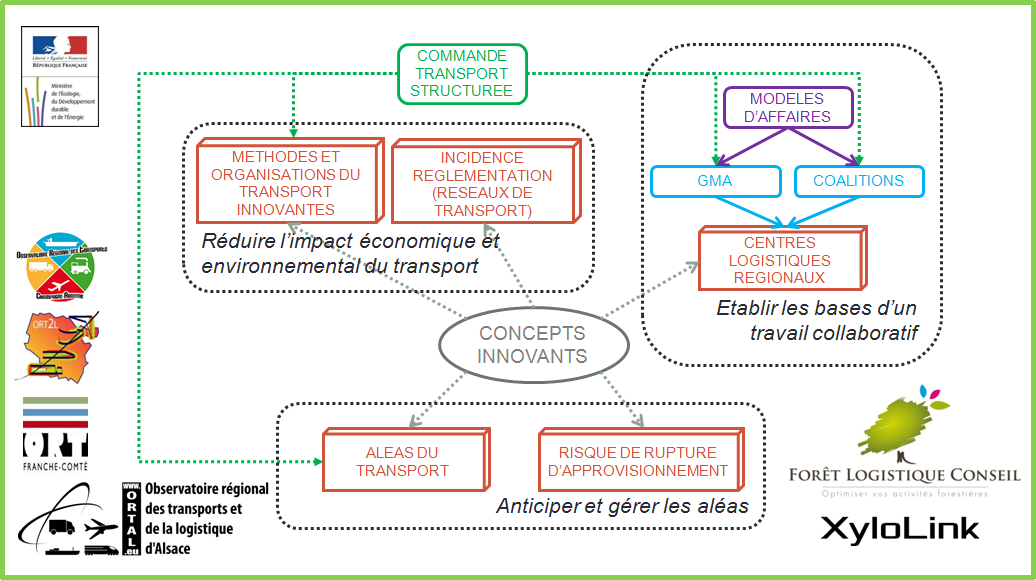 Liberté • Égalité • Fraternité
RÉPUBLIQUE FRANÇAISE
Ministère
de l'Écologie,
du Développement
durable
et de l'Énergie
COMMANDE
TRANSPORT
STRUCTUREE
MODELES
D'AFFAIRES
METHODES ET
ORGANISATIONS DU
TRANSPORT
INNOVANTES
INCIDENCE
REGLEMENTATION
(RESEAUX DE
TRANSPORT)
GMA
COALITIONS
Réduire l'impact économique et
environnemental du transport
CENTRES
LOGISTIQUES
REGIONAUX
Etablir les bases d'un
travail collaboratif
OBSERVATOIRE RÉGIONAL DES TRANSPORTS
CHAMPAGNE-ARDENNE
ORT2L
CONCEPTS
INNOVANTS
ORT
FRANCHE-COMTÉ
ALEAS DU
TRANSPORT
RISQUE DE RUPTURE
D'APPROVISIONNEMENT
Anticiper et gérer les aléas
FORÊT LOGISTIQUE CONSEIL
Optimiser vos activités forestières
XyloLink
www.
ORTAL
.eu
Observatoire régional
des transports et
de la logistique
d'Alsace